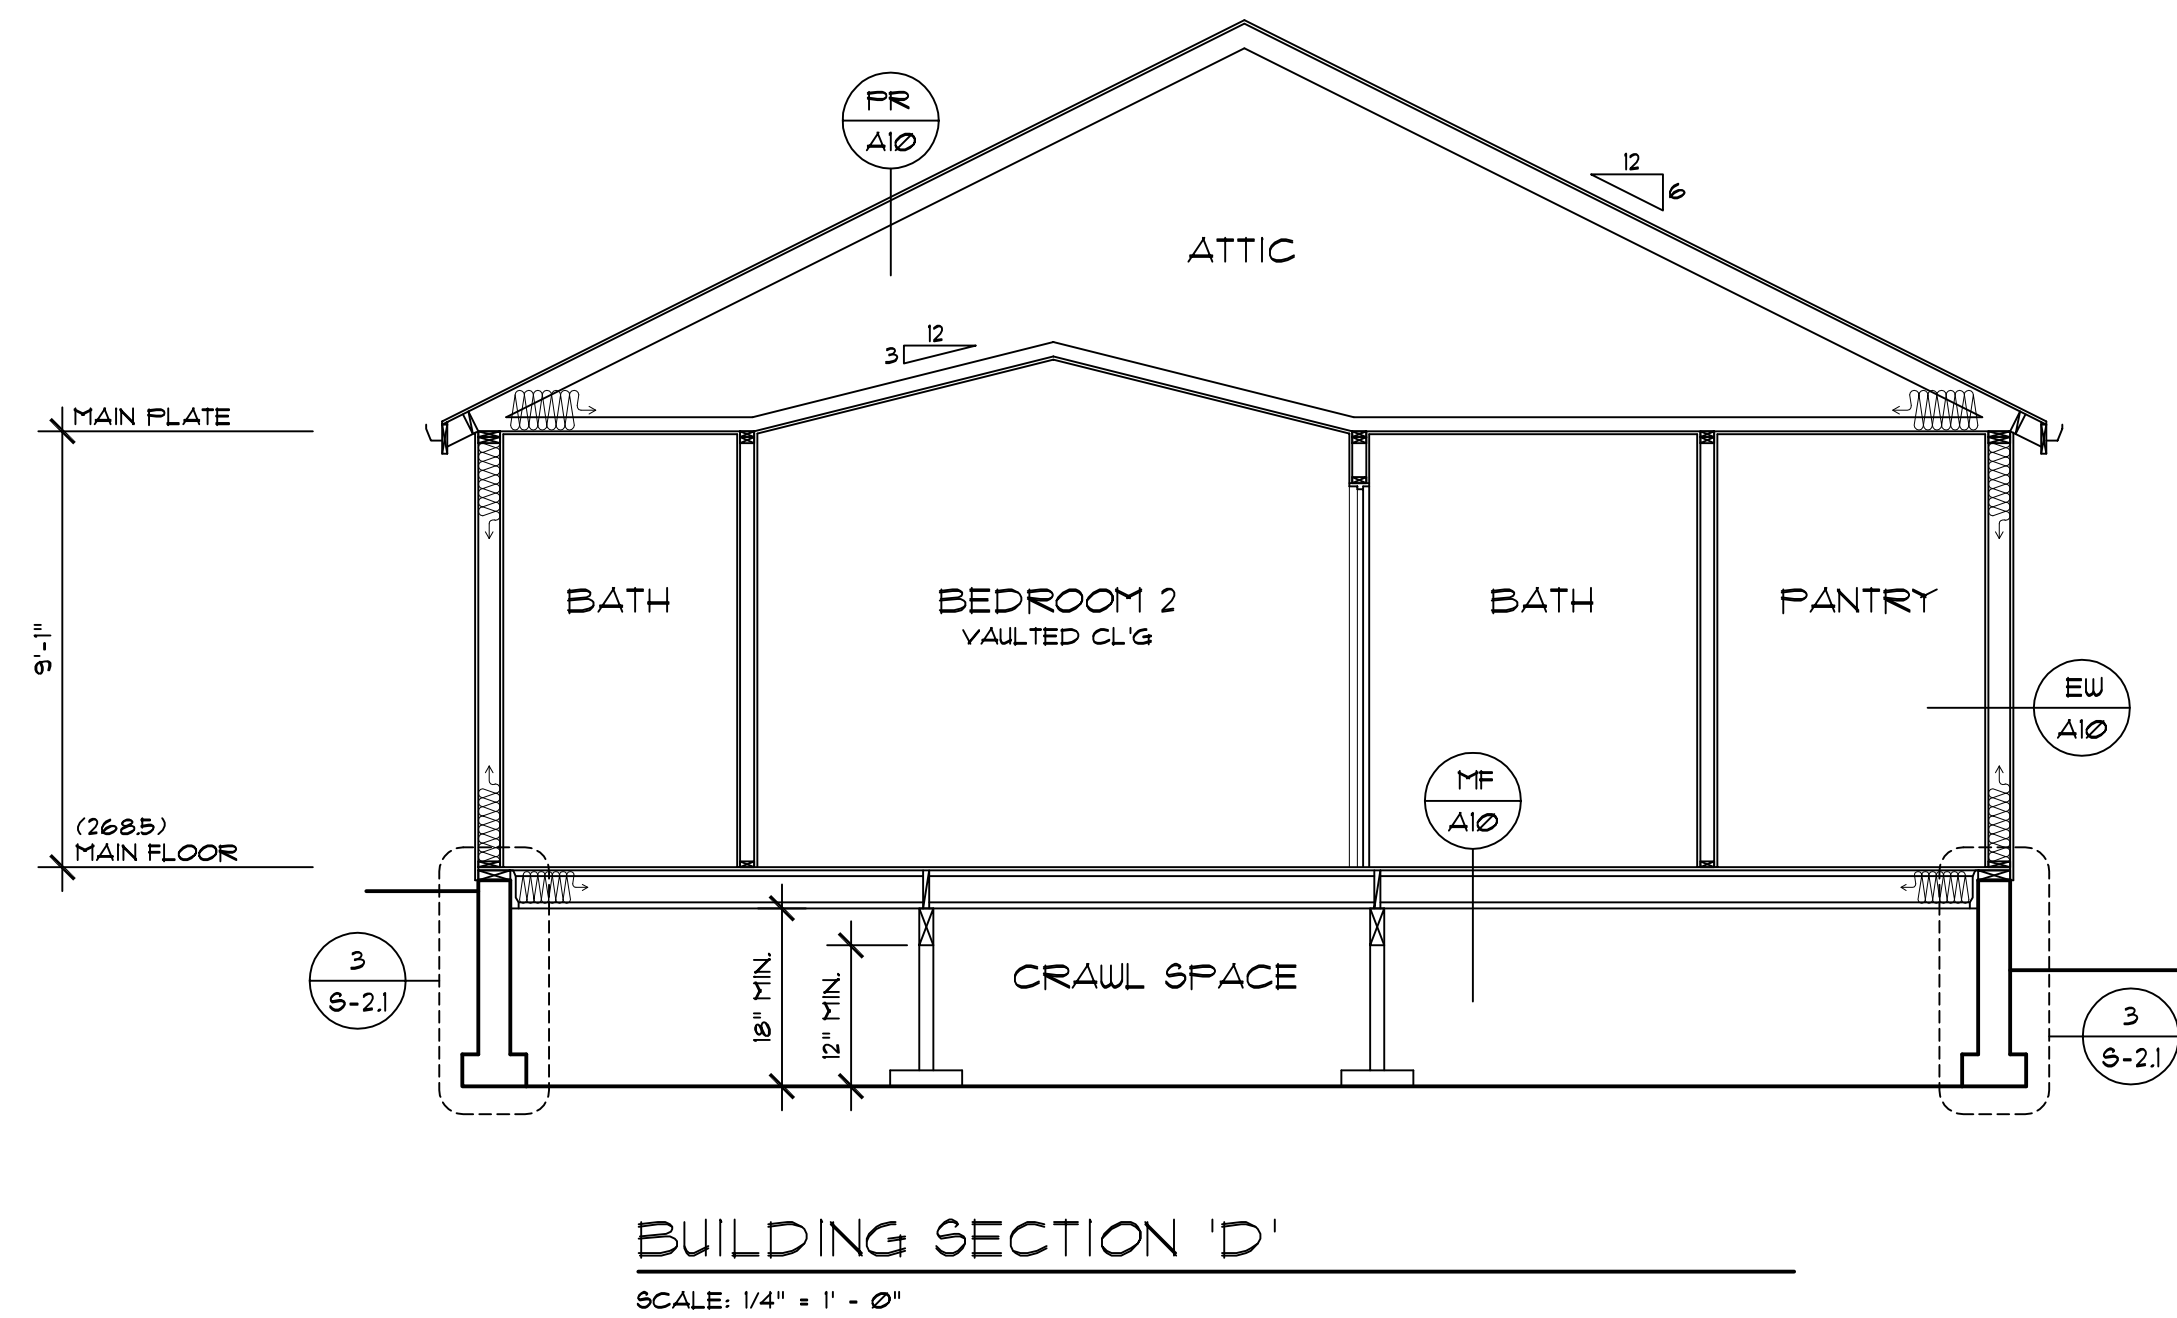 PR
A10
12
6
ATTIC
12
3
MAIN PLATE
9'-1"
BATH
BEDROOM 2
VAULTED CL'G
BATH
PANTRY
EW
A10
MF
A10
(268.5)
MAIN FLOOR
3
S-2.1
18" MIN.
12" MIN.
CRAWL SPACE
3
S-2.1
BUILDING SECTION 'D'
SCALE: 1/4" = 1' - 0"